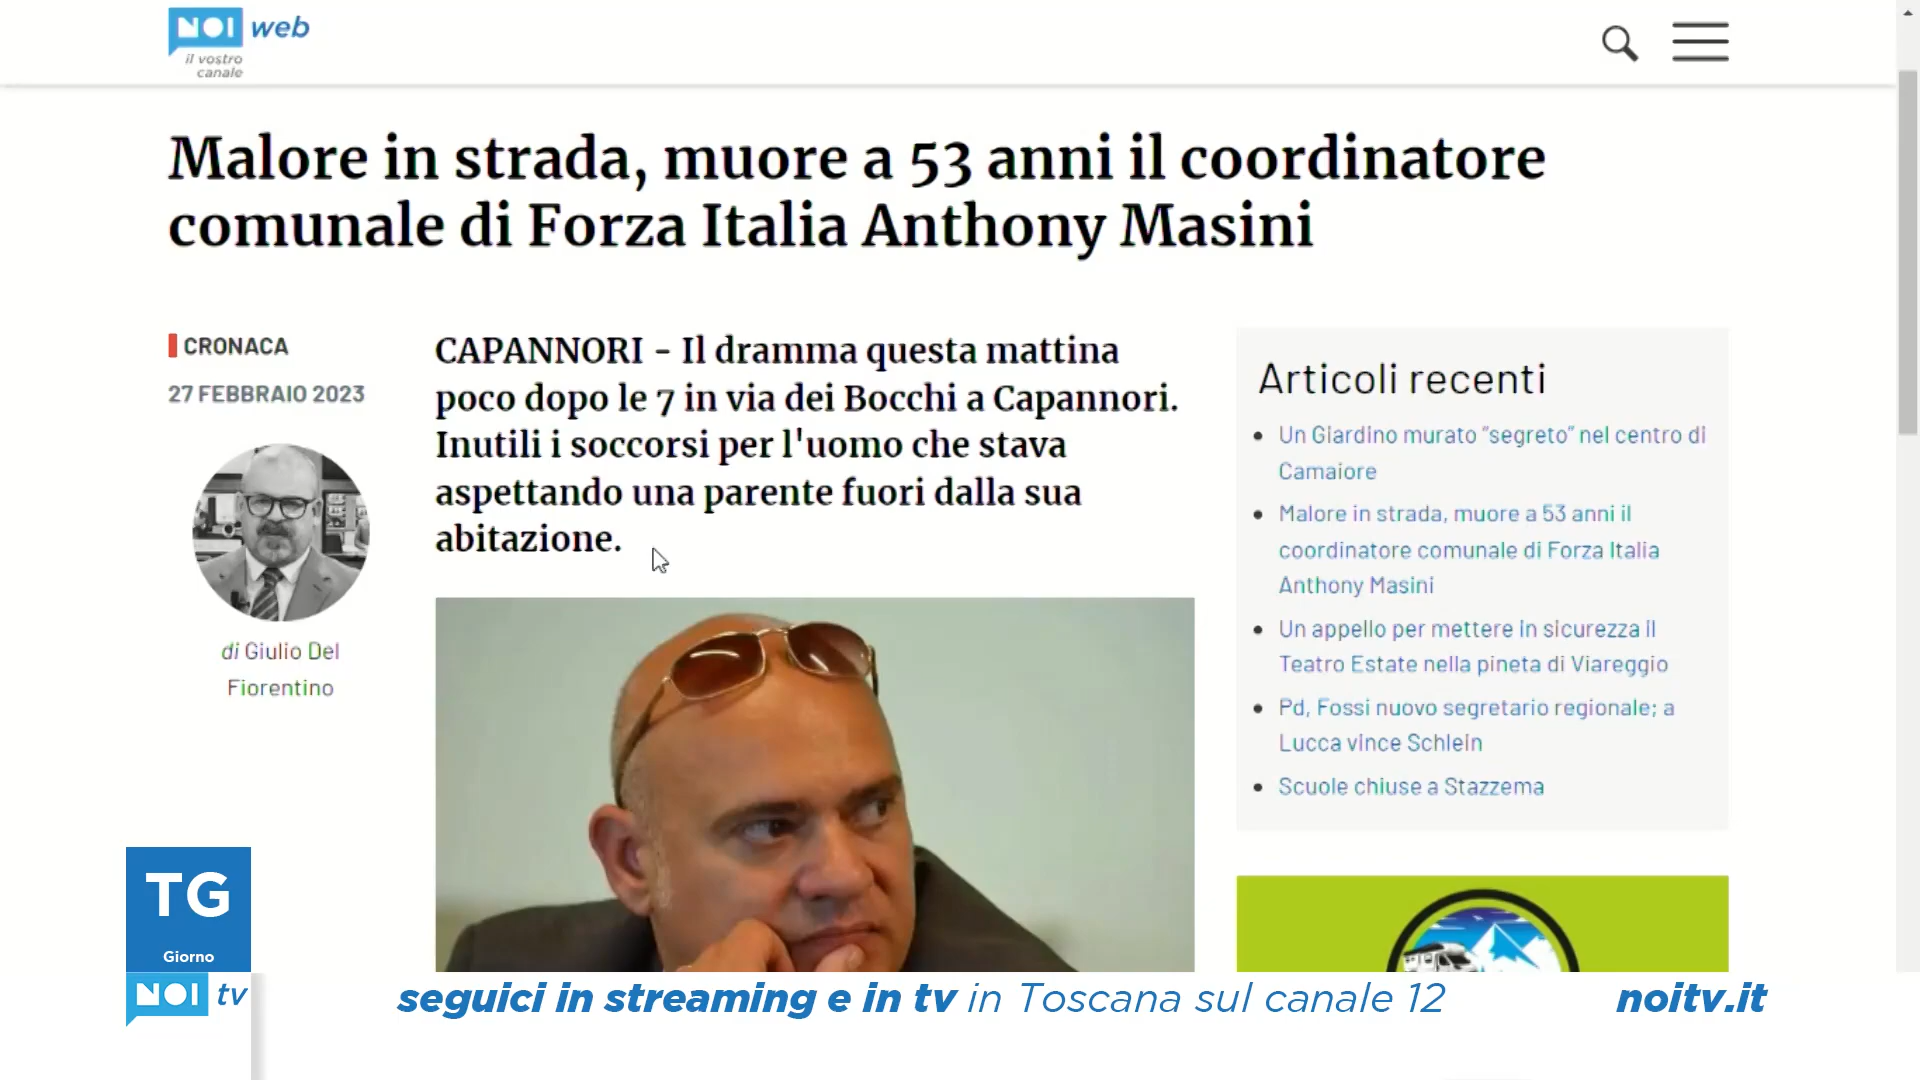 NOI web
il vostro
canale
Malore in strada, muore a 53 anni il coordinatore
comunale di Forza Italia Anthony Masini
CRONACA
27 FEBBRAIO 2023
di Giulio Del
Fiorentino
CAPANNORI - Il dramma questa mattina
poco dopo le 7 in via dei Bocchi a Capannori.
Inutili i soccorsi per l'uomo che stava
aspettando una parente fuori dalla sua
abitazione.
Articoli recenti
Un Giardino murato “segreto” nel centro di
Camaiore
Malore in strada, muore a 53 anni il
coordinatore comunale di Forza Italia
Anthony Masini
Un appello per mettere in sicurezza il
Teatro Estate nella pineta di Viareggio
Pd, Fossi nuovo segretario regionale; a
Lucca vince Schlein
Scuole chiuse a Stazzema
TG
Giorno
NOI tv
seguici in streaming e in tv in Toscana sul canale 12
noitv.it